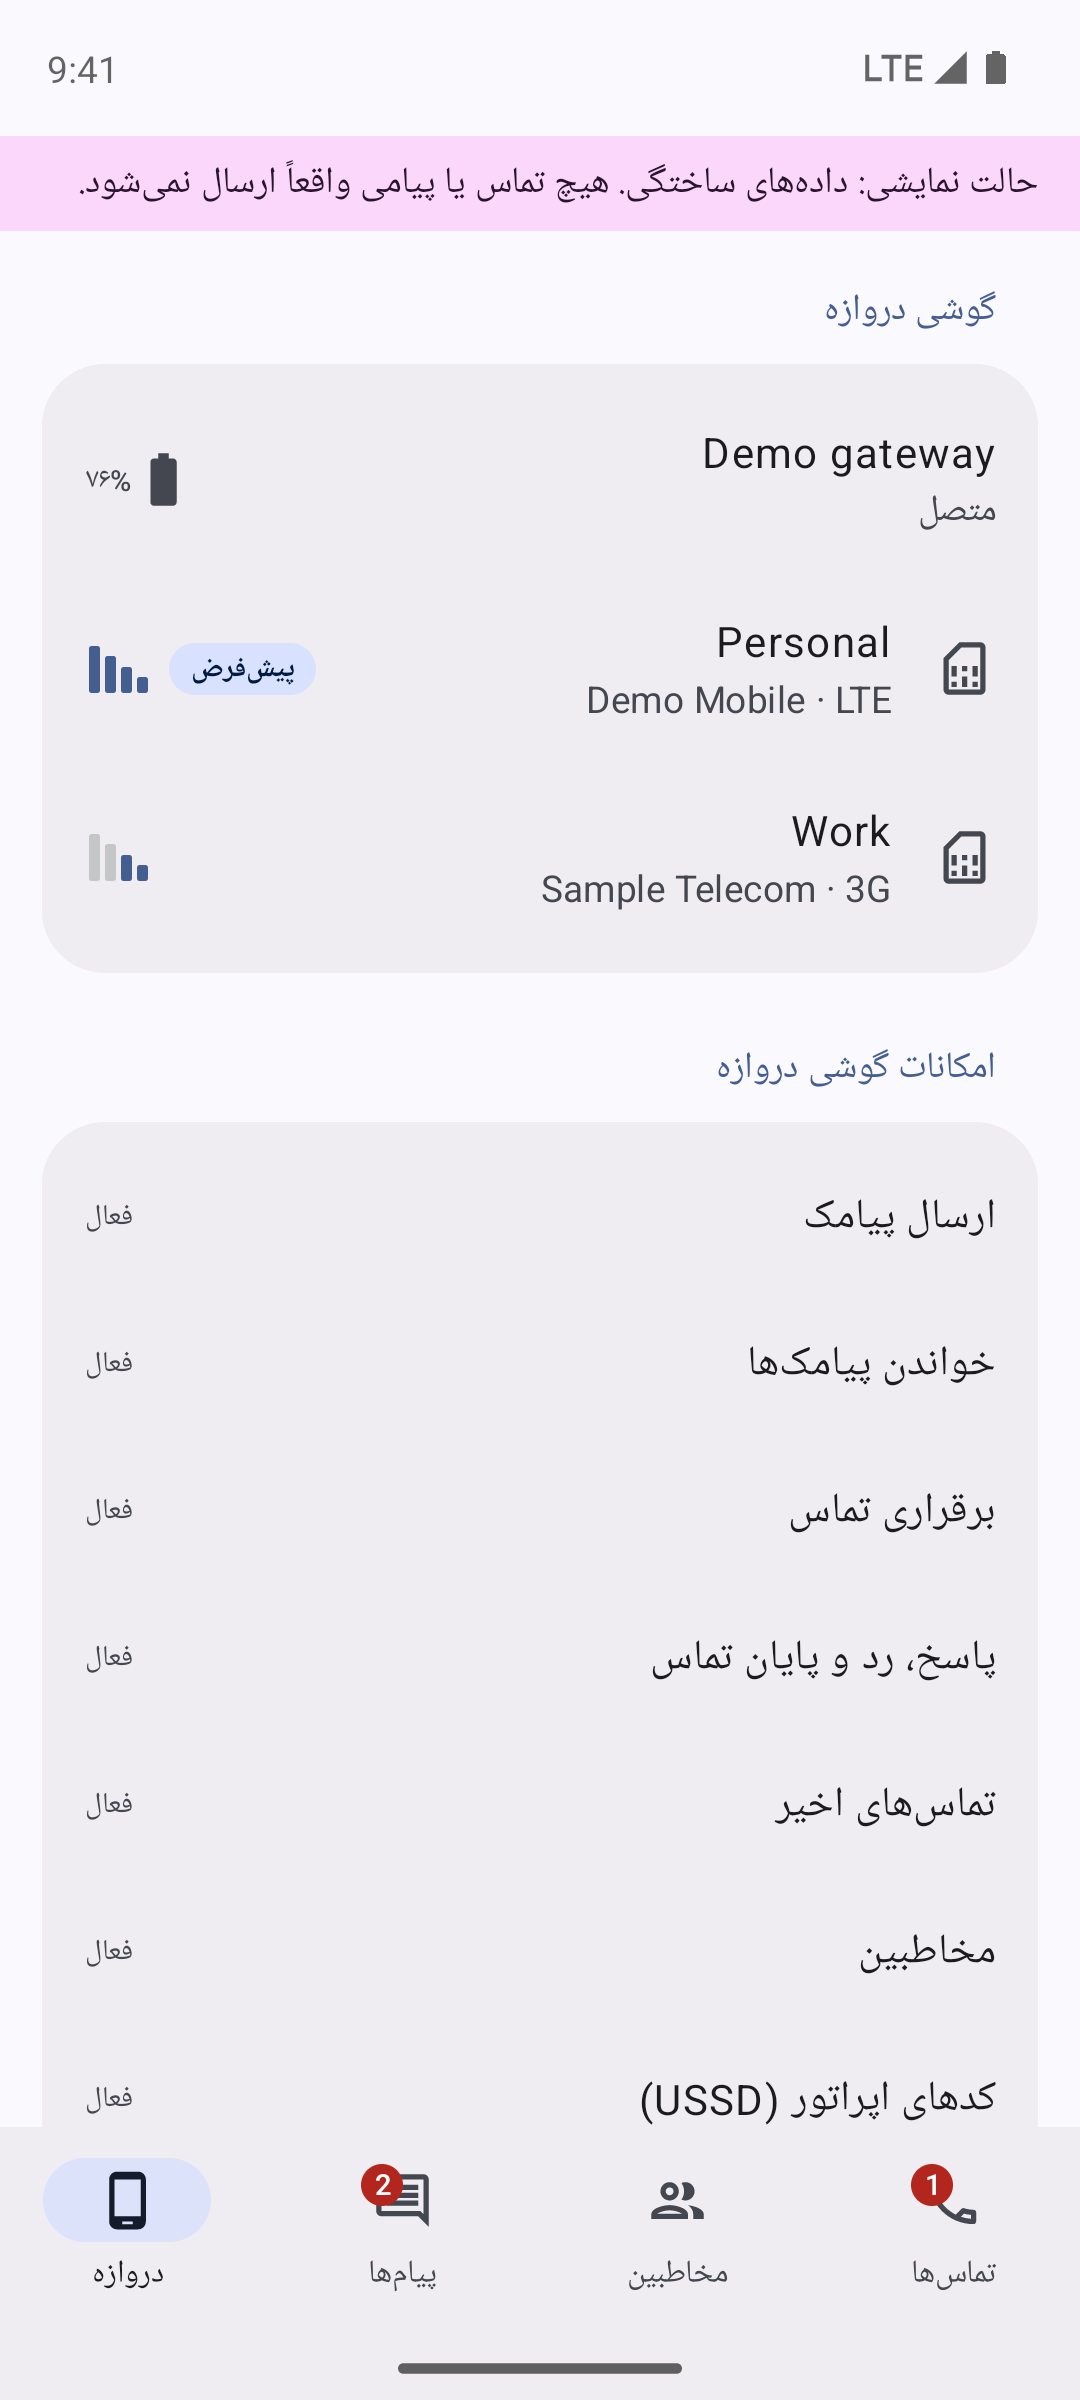 9:41 LTE
حالت نمایشی: داده‌های ساختگی. هیچ تماس یا پیامی واقعاً ارسال نمی‌شود.
گوشی دروازه
Demo gateway
متصل
۷۶%
Personal
Demo Mobile · LTE
پیش‌فرض
Work
Sample Telecom · 3G
امکانات گوشی دروازه
ارسال پیامک فعال
خواندن پیامک‌ها فعال
برقراری تماس فعال
پاسخ، رد و پایان تماس فعال
تماس‌های اخیر فعال
مخاطبین فعال
کدهای اپراتور (USSD) فعال
1 2
تماس‌ها مخاطبین پیام‌ها دروازه